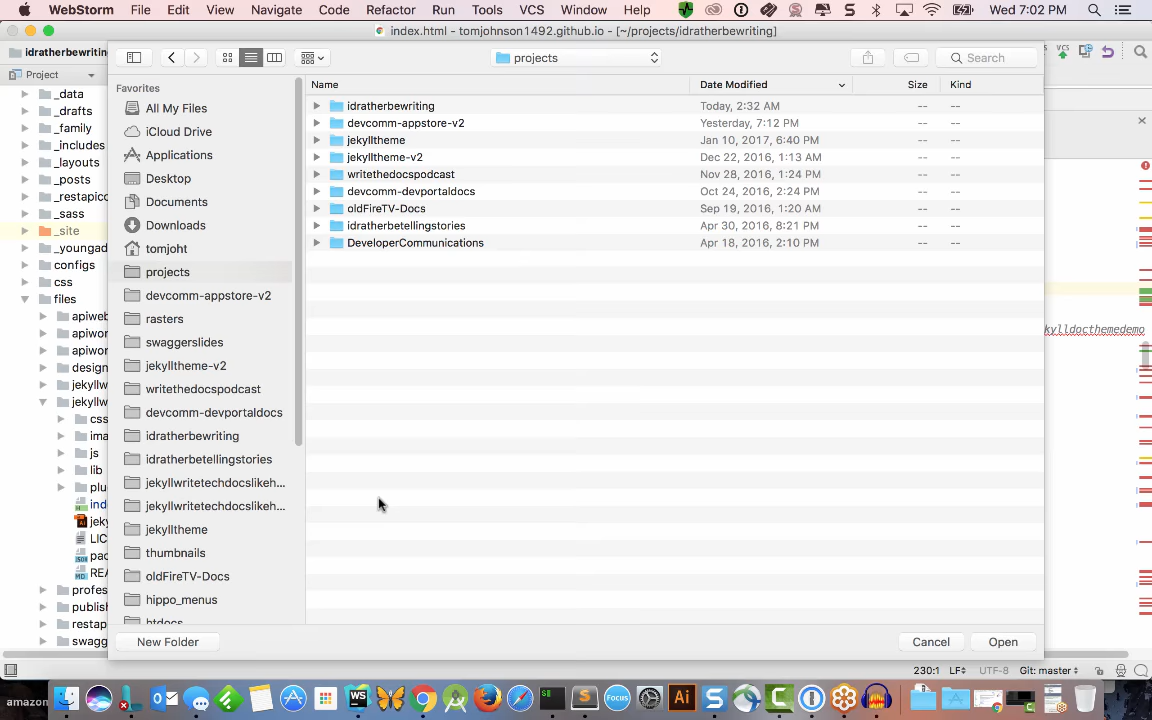 WebStorm File Edit View Navigate Code Refactor Run Tools VCS Window Help Wed 7:02 PM
index.html - tomjohnson1492.github.io - [~/projects/idratherbewriting]
idratherbewriting
projects
Search
VCS
Project
Favorites
Name Date Modified Size Kind
_data
_drafts
_family
_includes
_layouts
_posts
_restapico
_sass
_site
_youngad
configs
css
files
apiweb
apiwor
apiwor
design
jekyllw
jekyllw
css
ima
js
lib
plu
ind
jeky
LIC
pac
REA
profes
publish
restap
swagg
All My Files
iCloud Drive
Applications
Desktop
Documents
Downloads
tomjoht
projects
devcomm-appstore-v2
rasters
swaggerslides
jekylltheme-v2
writethedocspodcast
devcomm-devportaldocs
idratherbewriting
idratherbetellingstories
jekyllwritetechdocslikeh...
jekyllwritetechdocslikeh...
jekylltheme
thumbnails
oldFireTV-Docs
hippo_menus
htdocs
idratherbewriting Today, 2:32 AM -- --
devcomm-appstore-v2 Yesterday, 7:12 PM -- --
jekylltheme Jan 10, 2017, 6:40 PM -- --
jekylltheme-v2 Dec 22, 2016, 1:13 AM -- --
writethedocspodcast Nov 28, 2016, 1:24 PM -- --
devcomm-devportaldocs Oct 24, 2016, 2:24 PM -- --
oldFireTV-Docs Sep 19, 2016, 1:20 AM -- --
idratherbetellingstories Apr 30, 2016, 8:21 PM -- --
DeveloperCommunications Apr 18, 2016, 2:10 PM -- --
kylldocthemedemo
New Folder Cancel Open
230:1 LF UTF-8 Git: master
amazon
WS
S
FOCUS
Ai
S
C